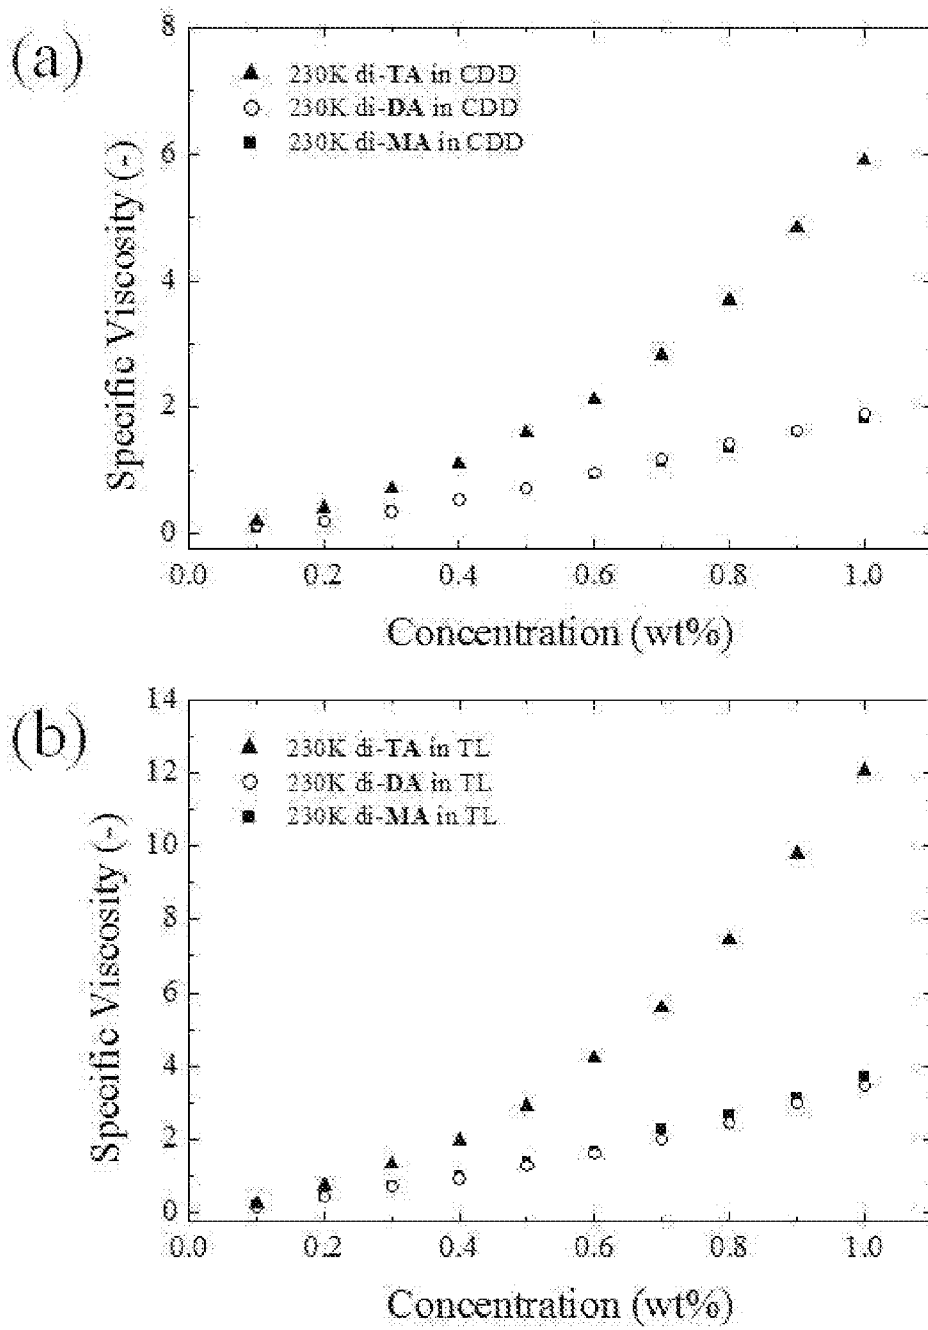 (a)
8
6
4
2
0
Specific Viscosity (-)
230K di-TA in CDD
230K di-DA in CDD
230K di-MA in CDD
0.0 0.2 0.4 0.6 0.8 1.0
Concentration (wt%)
(b)
14
12
10
8
6
4
2
0
Specific Viscosity (-)
230K di-TA in TL
230K di-DA in TL
230K di-MA in TL
0.0 0.2 0.4 0.6 0.8 1.0
Concentration (wt%)